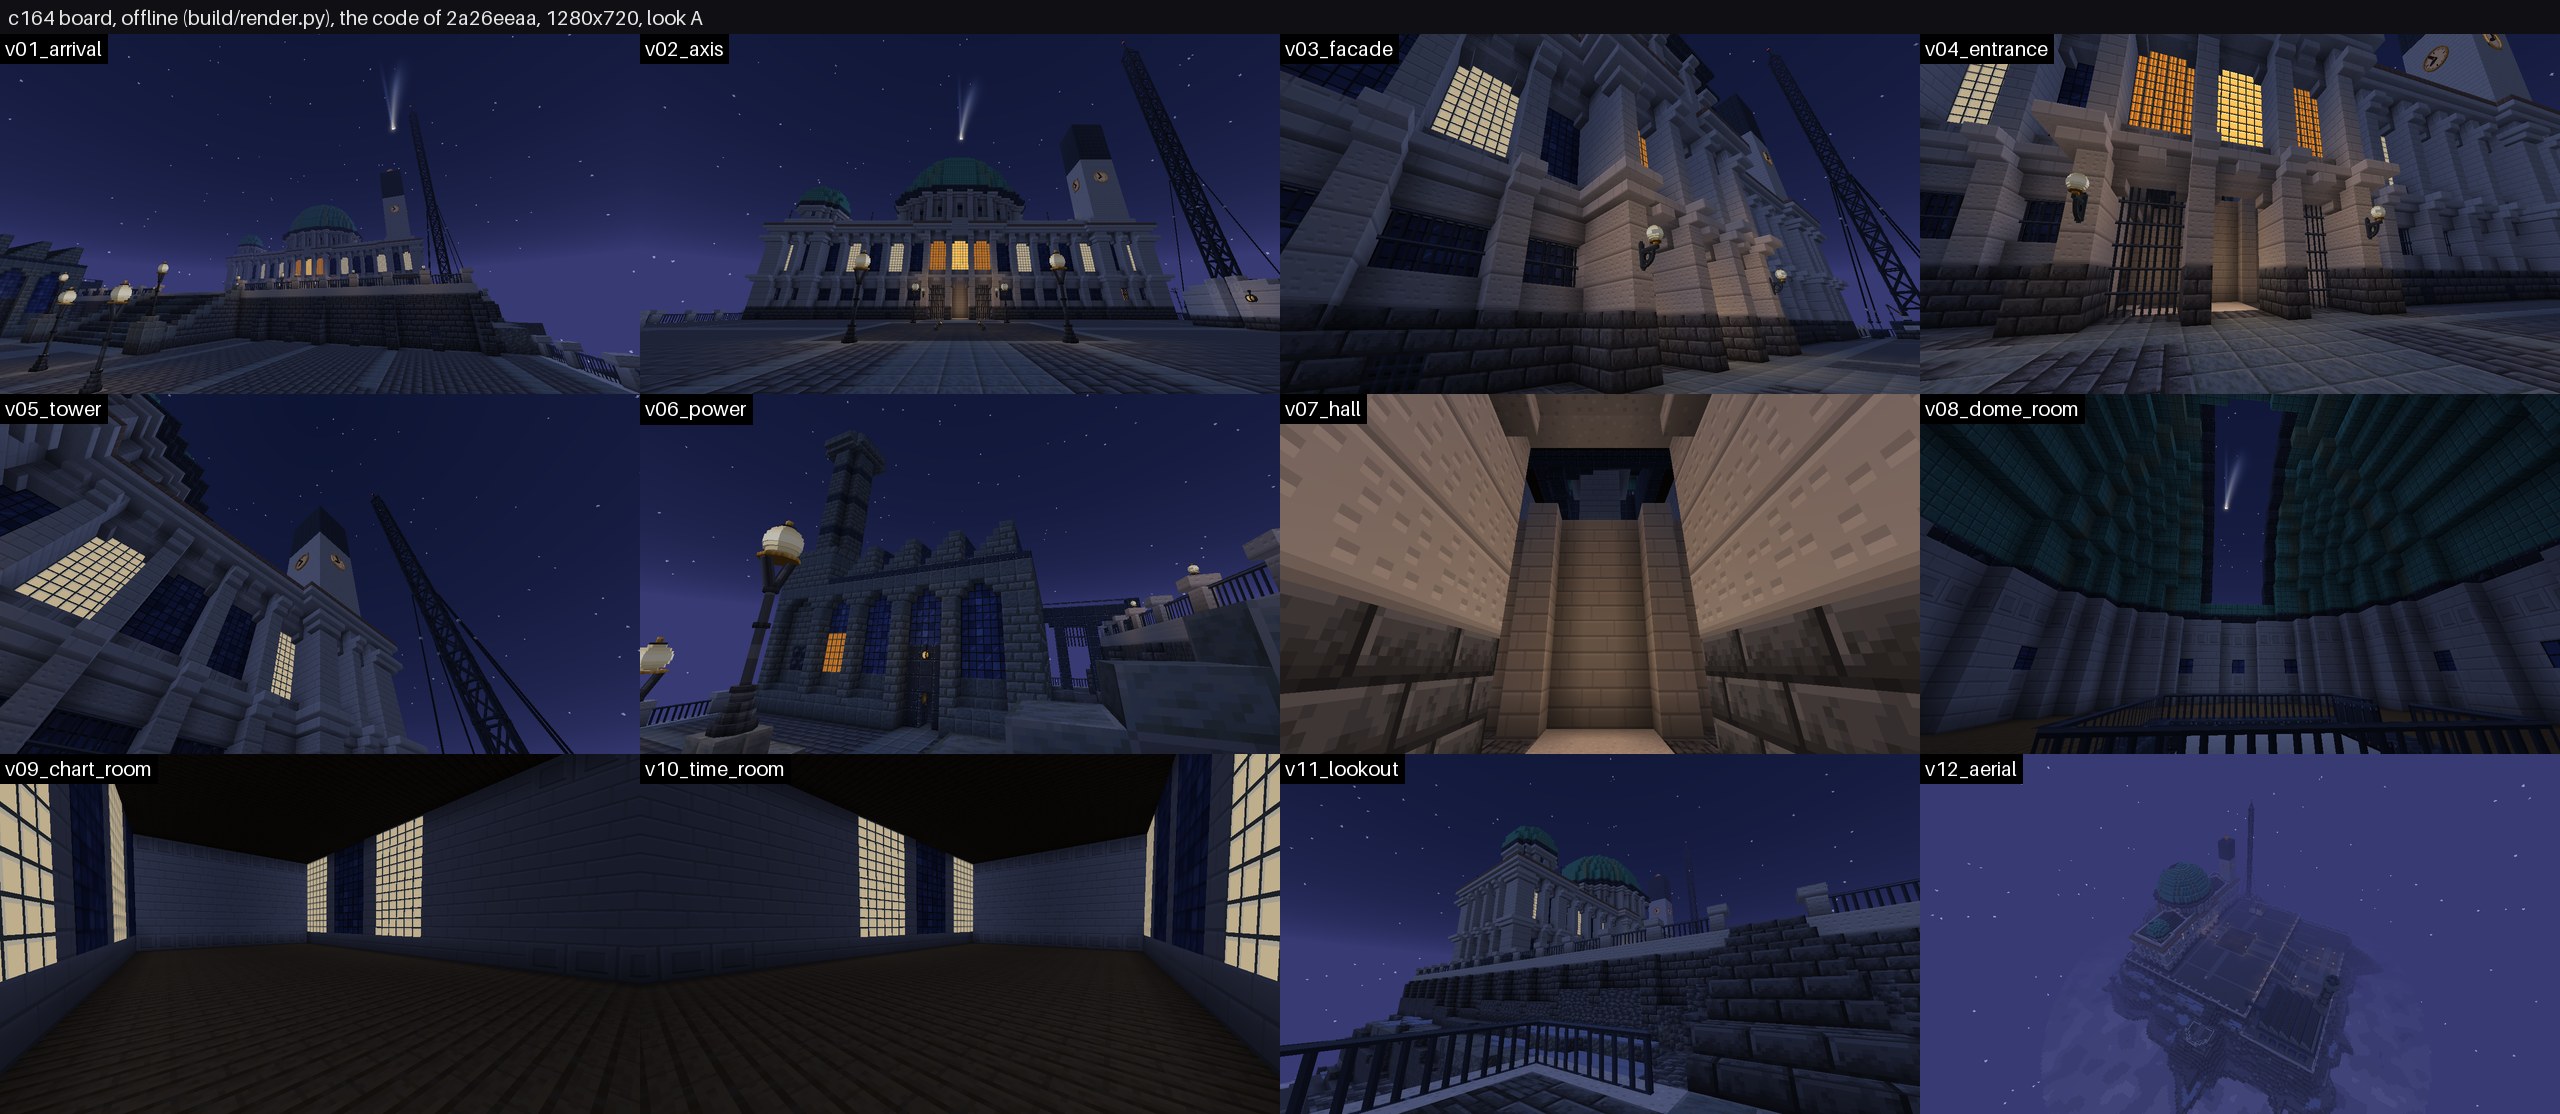 c164 board, offline (build/render.py), the code of 2a26eeaa, 1280x720, look A
v01_arrival
v02_axis
v03_facade
v04_entrance
v05_tower
v06_power
v07_hall
v08_dome_room
v09_chart_room
v10_time_room
v11_lookout
v12_aerial